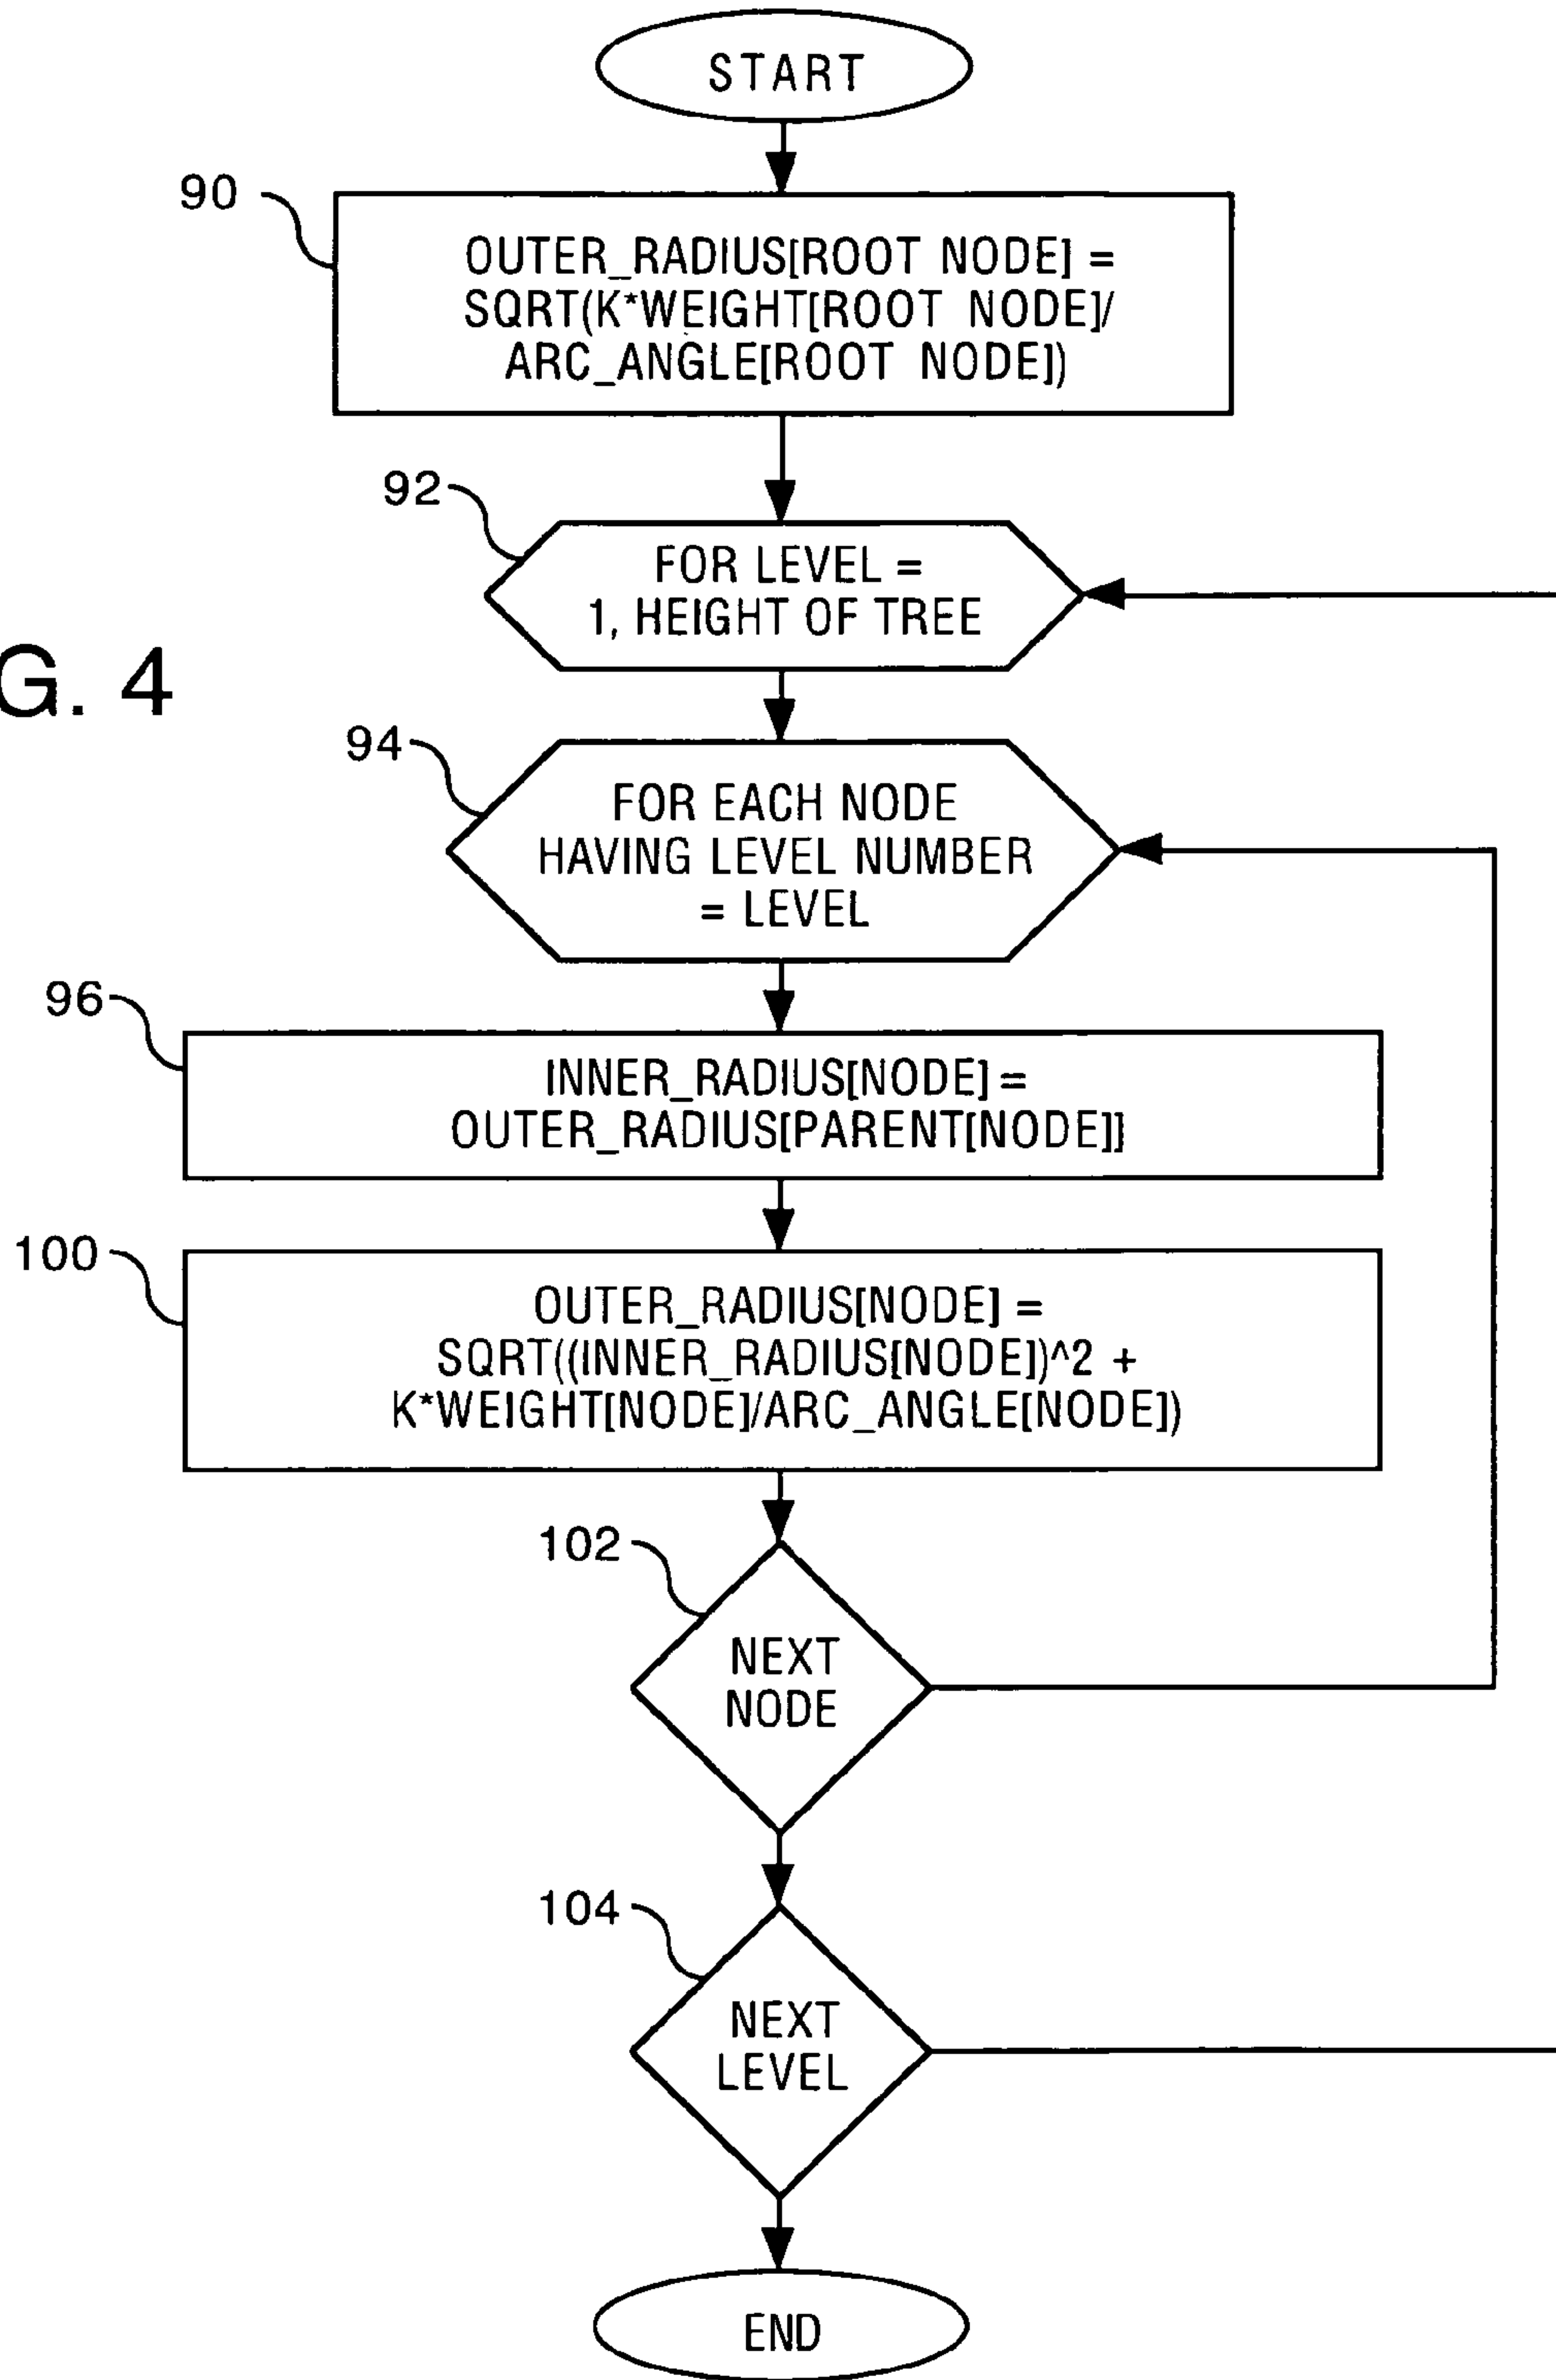 START
90
OUTER_RADIUS[ROOT NODE] =
SQRT(K*WEIGHT[ROOT NODE]/
ARC_ANGLE[ROOT NODE])
92
FOR LEVEL =
1, HEIGHT OF TREE
G. 4
94
FOR EACH NODE
HAVING LEVEL NUMBER
= LEVEL
96
INNER_RADIUS[NODE] =
OUTER_RADIUS[PARENT[NODE]]
100
OUTER_RADIUS[NODE] =
SQRT((INNER_RADIUS[NODE])^2 +
K*WEIGHT[NODE]/ARC_ANGLE[NODE])
102
NEXT
NODE
104
NEXT
LEVEL
END